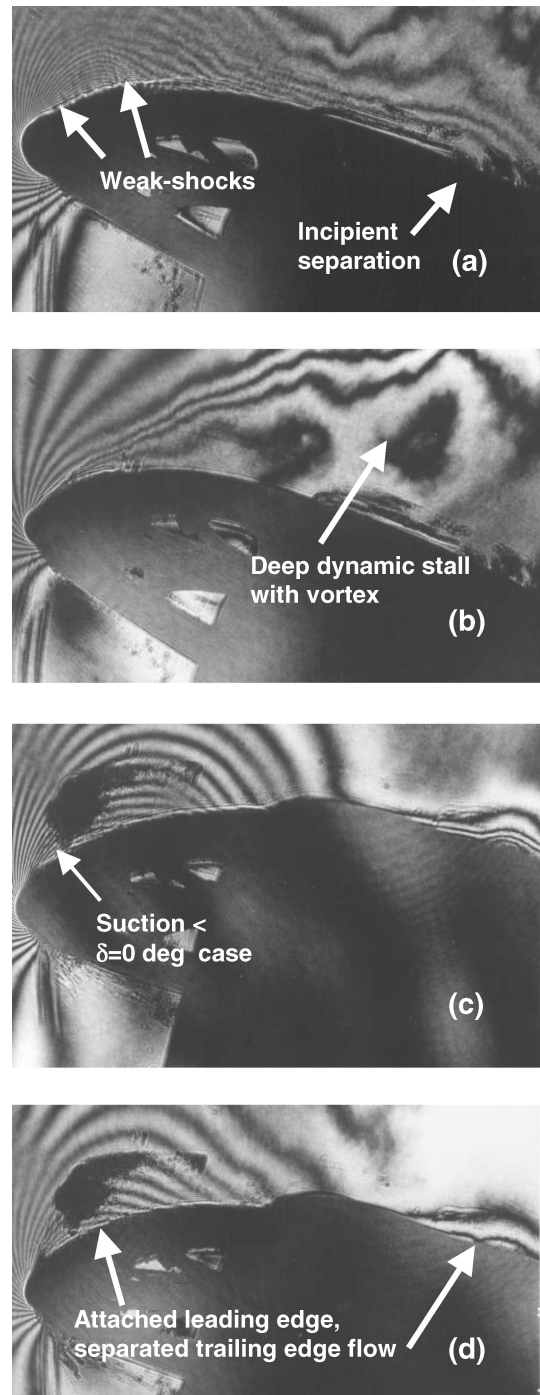 Weak-shocks
Incipient
separation
(a)
Deep dynamic stall
with vortex
(b)
Suction <
δ=0 deg case
(c)
Attached leading edge,
separated trailing edge flow
(d)